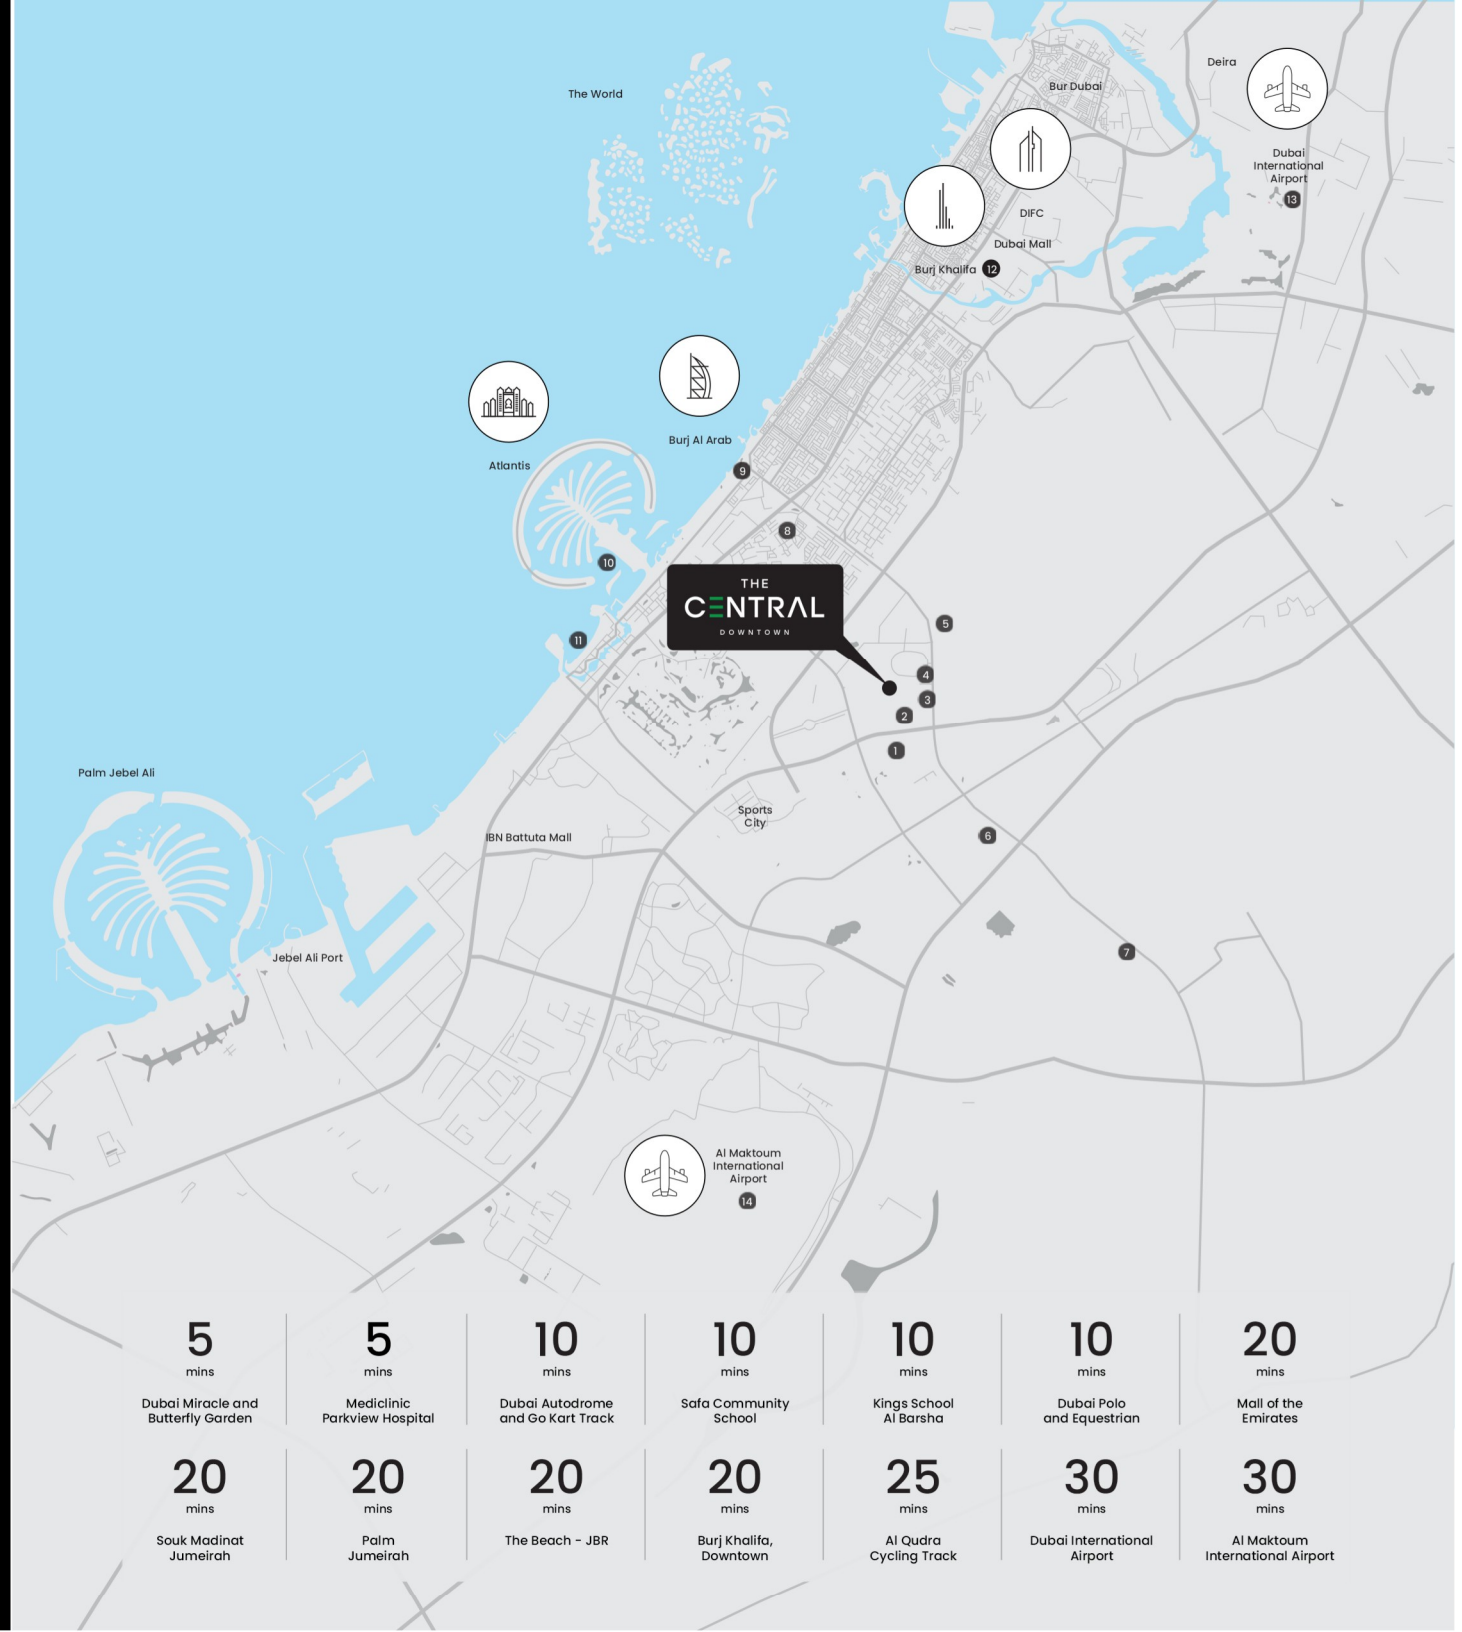 Deira
Bur Dubai
The World
Dubai
International
Airport
13
DIFC
Dubai Mall
Burj Khalifa 12
Burj Al Arab
Atlantis
9
8
10
THE
CENTRAL
DOWNTOWN
5
11
4
3
2
1
Palm Jebel Ali
Sports
City
IBN Battuta Mall
6
7
Jebel Ali Port
Al Maktoum
International
Airport
14
5
mins
Dubai Miracle and
Butterfly Garden
5
mins
Mediclinic
Parkview Hospital
10
mins
Dubai Autodrome
and Go Kart Track
10
mins
Safa Community
School
10
mins
Kings School
Al Barsha
10
mins
Dubai Polo
and Equestrian
20
mins
Mall of the
Emirates
20
mins
Souk Madinat
Jumeirah
20
mins
Palm
Jumeirah
20
mins
The Beach - JBR
20
mins
Burj Khalifa,
Downtown
25
mins
Al Qudra
Cycling Track
30
mins
Dubai International
Airport
30
mins
Al Maktoum
International Airport